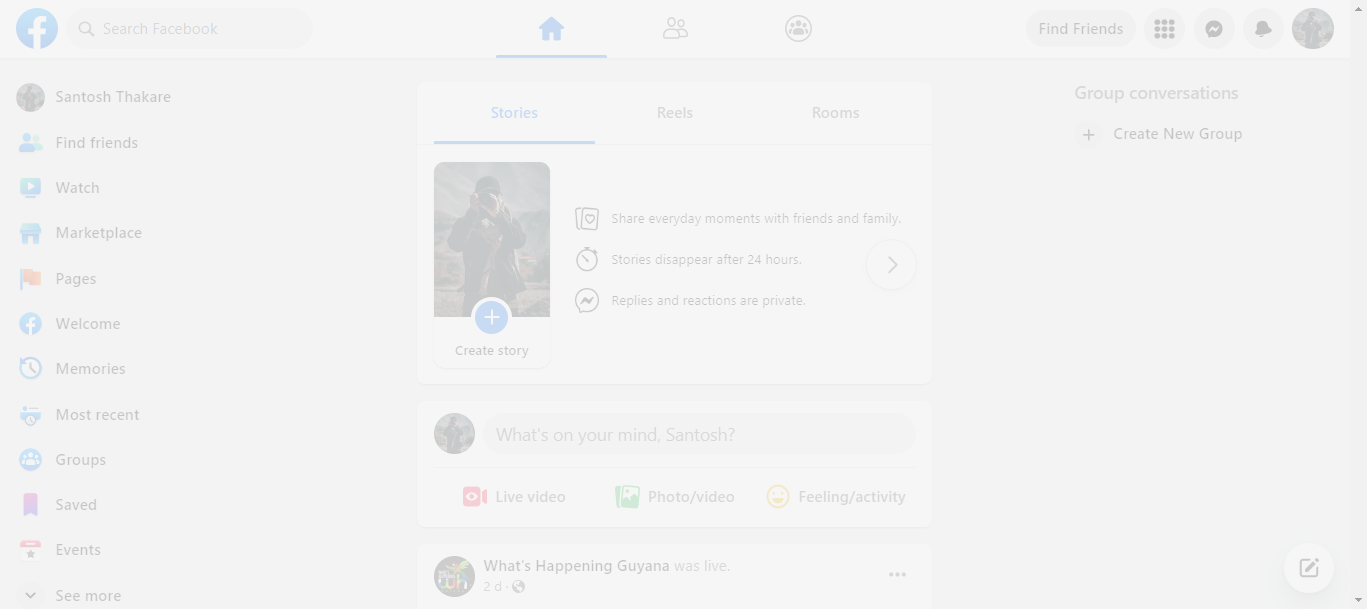 Search Facebook
Find Friends
Santosh Thakare
Find friends
Watch
Marketplace
Pages
Welcome
Memories
Most recent
Groups
Saved
Events
See more
Stories
Reels
Rooms
Create story
Share everyday moments with friends and family.
Stories disappear after 24 hours.
Replies and reactions are private.
What's on your mind, Santosh?
Live video
Photo/video
Feeling/activity
What's Happening Guyana was live.
2 d ·
Group conversations
Create New Group